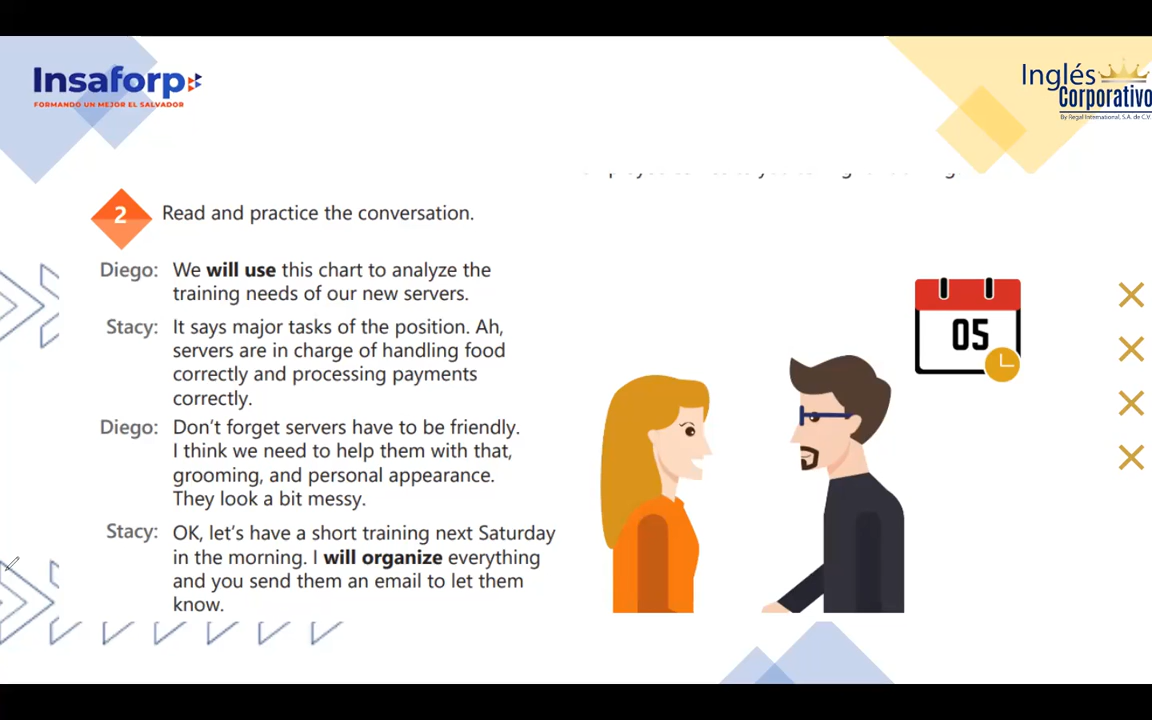 Insaforp
FORMANDO UN MEJOR EL SALVADOR
Inglés
Corporativo
By Regal International, S.A. de C.V.
2
Read and practice the conversation.
Diego: We will use this chart to analyze the
training needs of our new servers.
Stacy: It says major tasks of the position. Ah,
servers are in charge of handling food
correctly and processing payments
correctly.
Diego: Don't forget servers have to be friendly.
I think we need to help them with that,
grooming, and personal appearance.
They look a bit messy.
Stacy: OK, let's have a short training next Saturday
in the morning. I will organize everything
and you send them an email to let them
know.
05